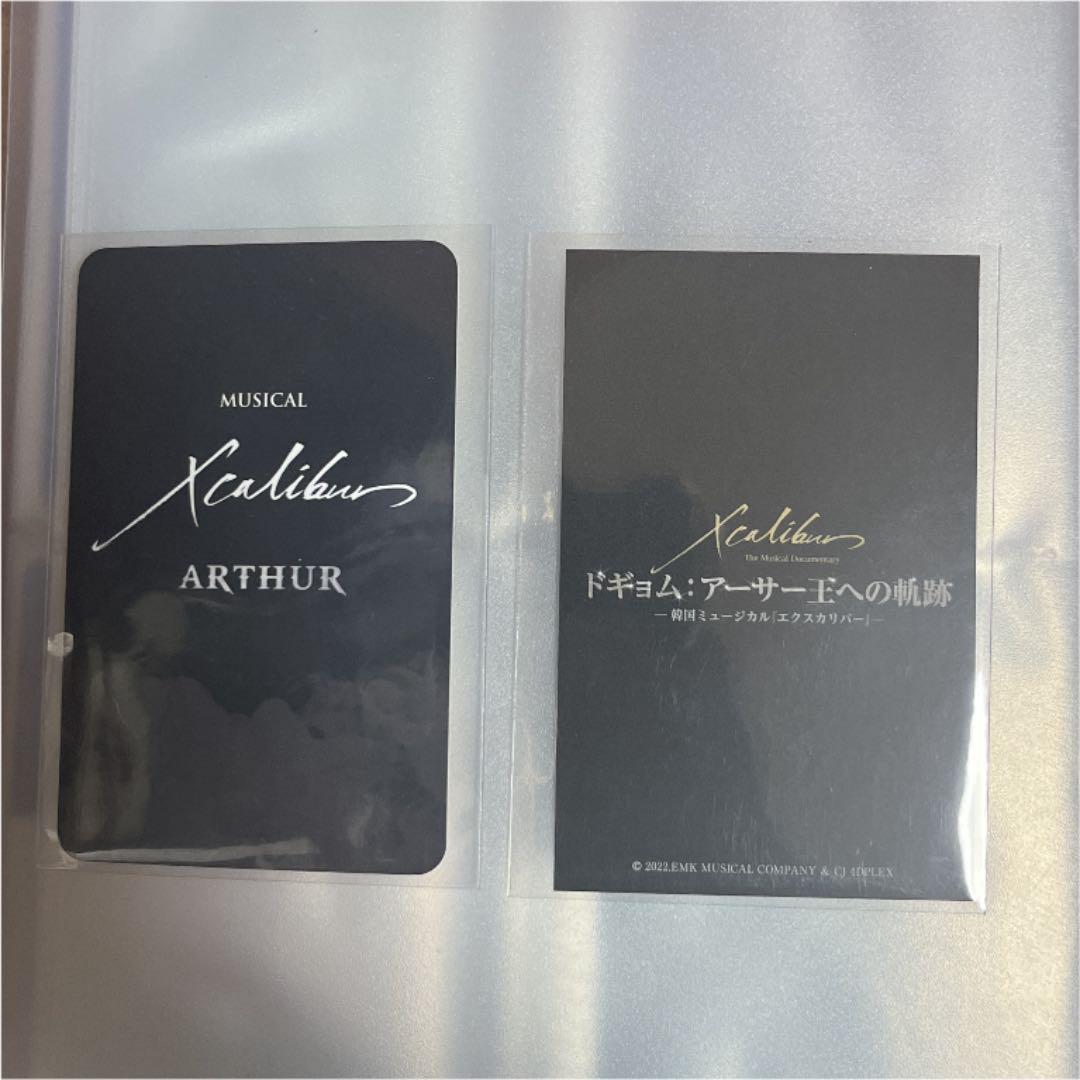 MUSICAL
Xcalibur
ARTHUR
Xcalibur
The Musical Documentary
ドギョム：アーサー王への軌跡
―韓国ミュージカル『エクスカリバー』―
© 2022.EMK MUSICAL COMPANY & CJ 4DPLEX